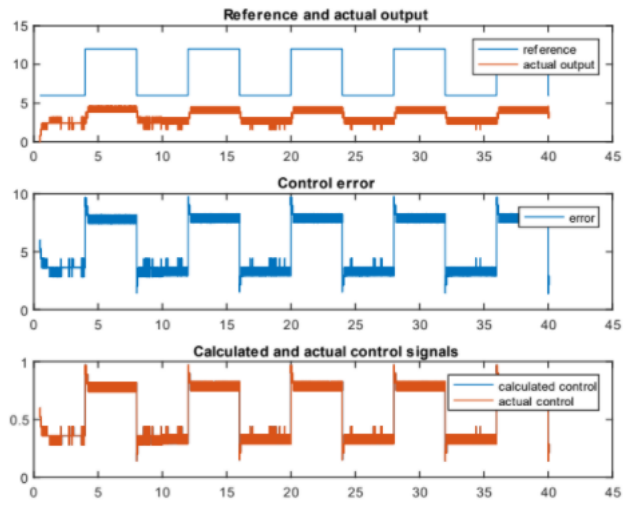 Reference and actual output
15
10
5
0
reference
actual output
0 5 10 15 20 25 30 35 40 45
Control error
10
5
0
error
0 5 10 15 20 25 30 35 40 45
Calculated and actual control signals
1
0.5
0
calculated control
actual control
0 5 10 15 20 25 30 35 40 45